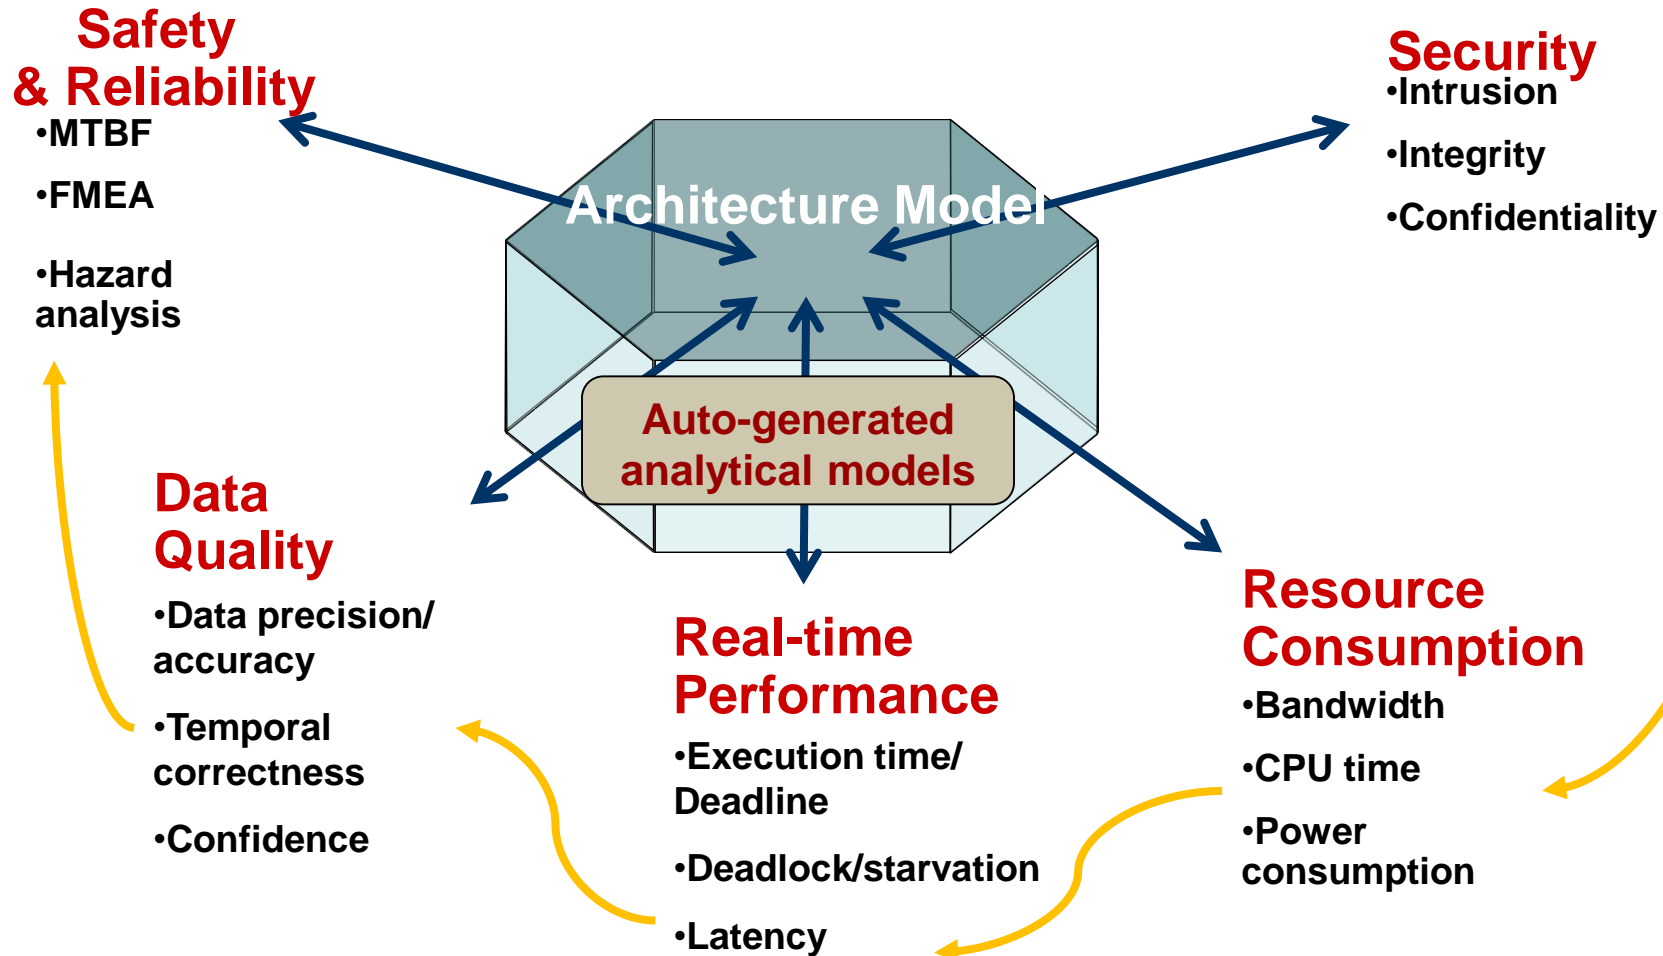 Safety
& Reliability
•MTBF
•FMEA
•Hazard
analysis
Security
•Intrusion
•Integrity
•Confidentiality
Architecture Model
Auto-generated
analytical models
Data
Quality
•Data precision/
accuracy
•Temporal
correctness
•Confidence
Real-time
Performance
•Execution time/
Deadline
•Deadlock/starvation
•Latency
Resource
Consumption
•Bandwidth
•CPU time
•Power
consumption